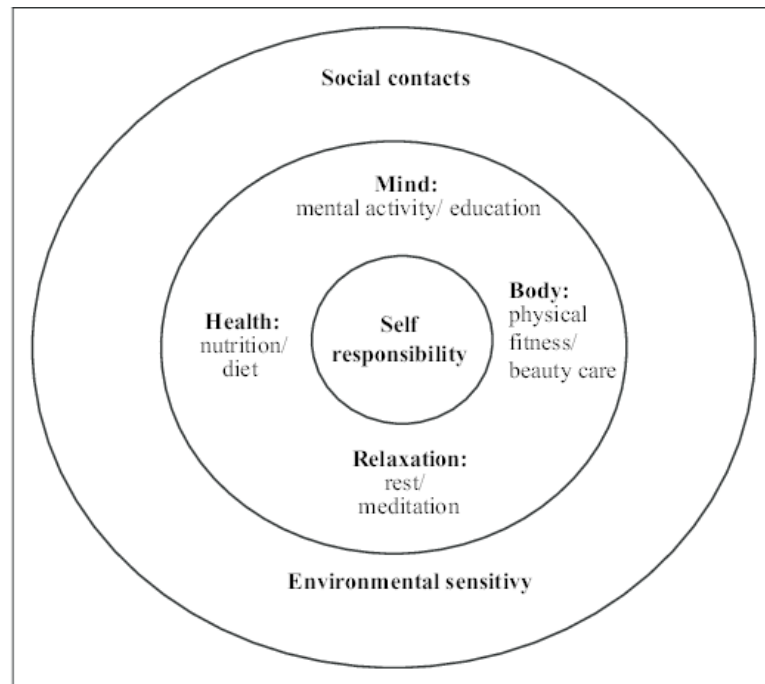 Social contacts
Mind:
mental activity/ education
Health:
nutrition/
diet
Self
responsibility
Body:
physical
fitness/
beauty care
Relaxation:
rest/
meditation
Environmental sensitivy